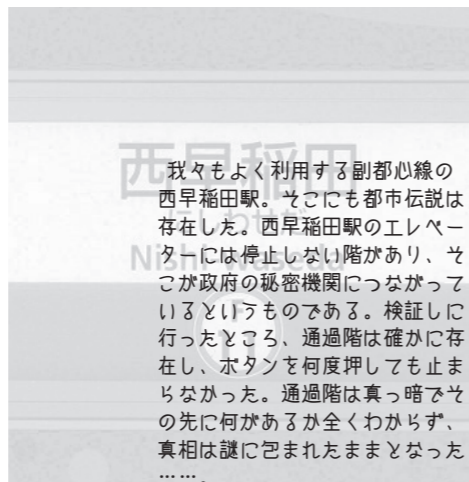 西早稲田
にしわせだ
Nishi-waseda
11
我々もよく利用する副都心線の
西早稲田駅。そこにも都市伝説は
存在した。西早稲田駅のエレベー
ターには停止しない階があり、そ
こが政府の秘密機関につながって
いるというものである。検証しに
行ったところ、通過階は確かに存
在し、ボタンを何度押しても止ま
らなかった。通過階は真っ暗でそ
の先に何があるか全くわからず、
真相は謎に包まれたままとなった
……。